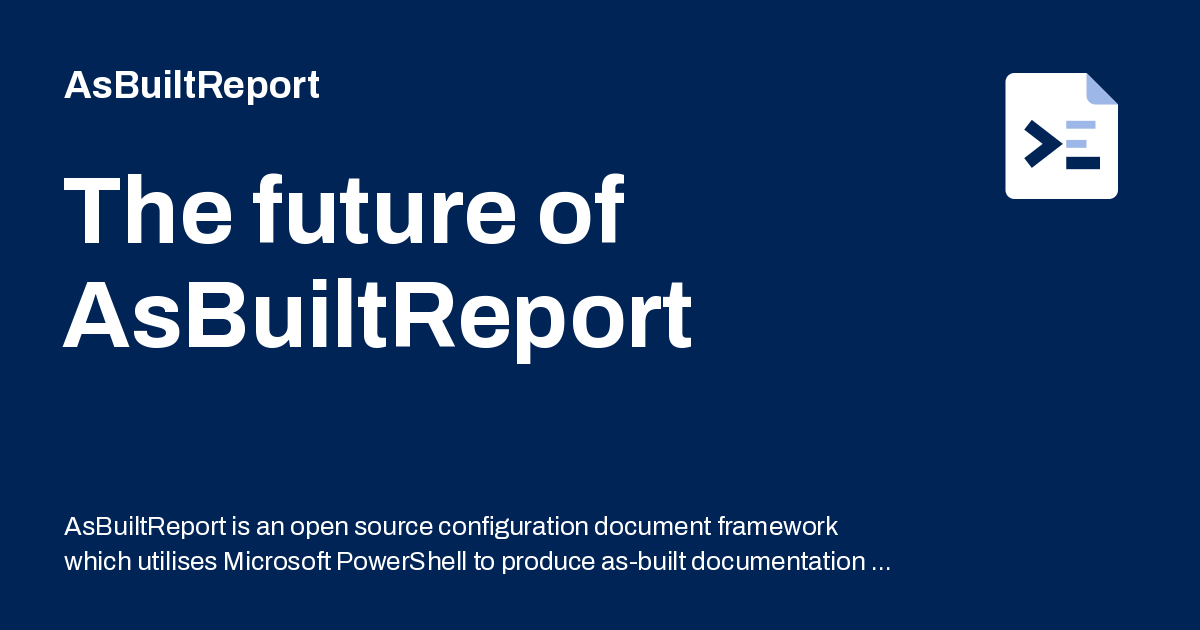 AsBuiltReport
The future of
AsBuiltReport
AsBuiltReport is an open source configuration document framework
which utilises Microsoft PowerShell to produce as-built documentation ...